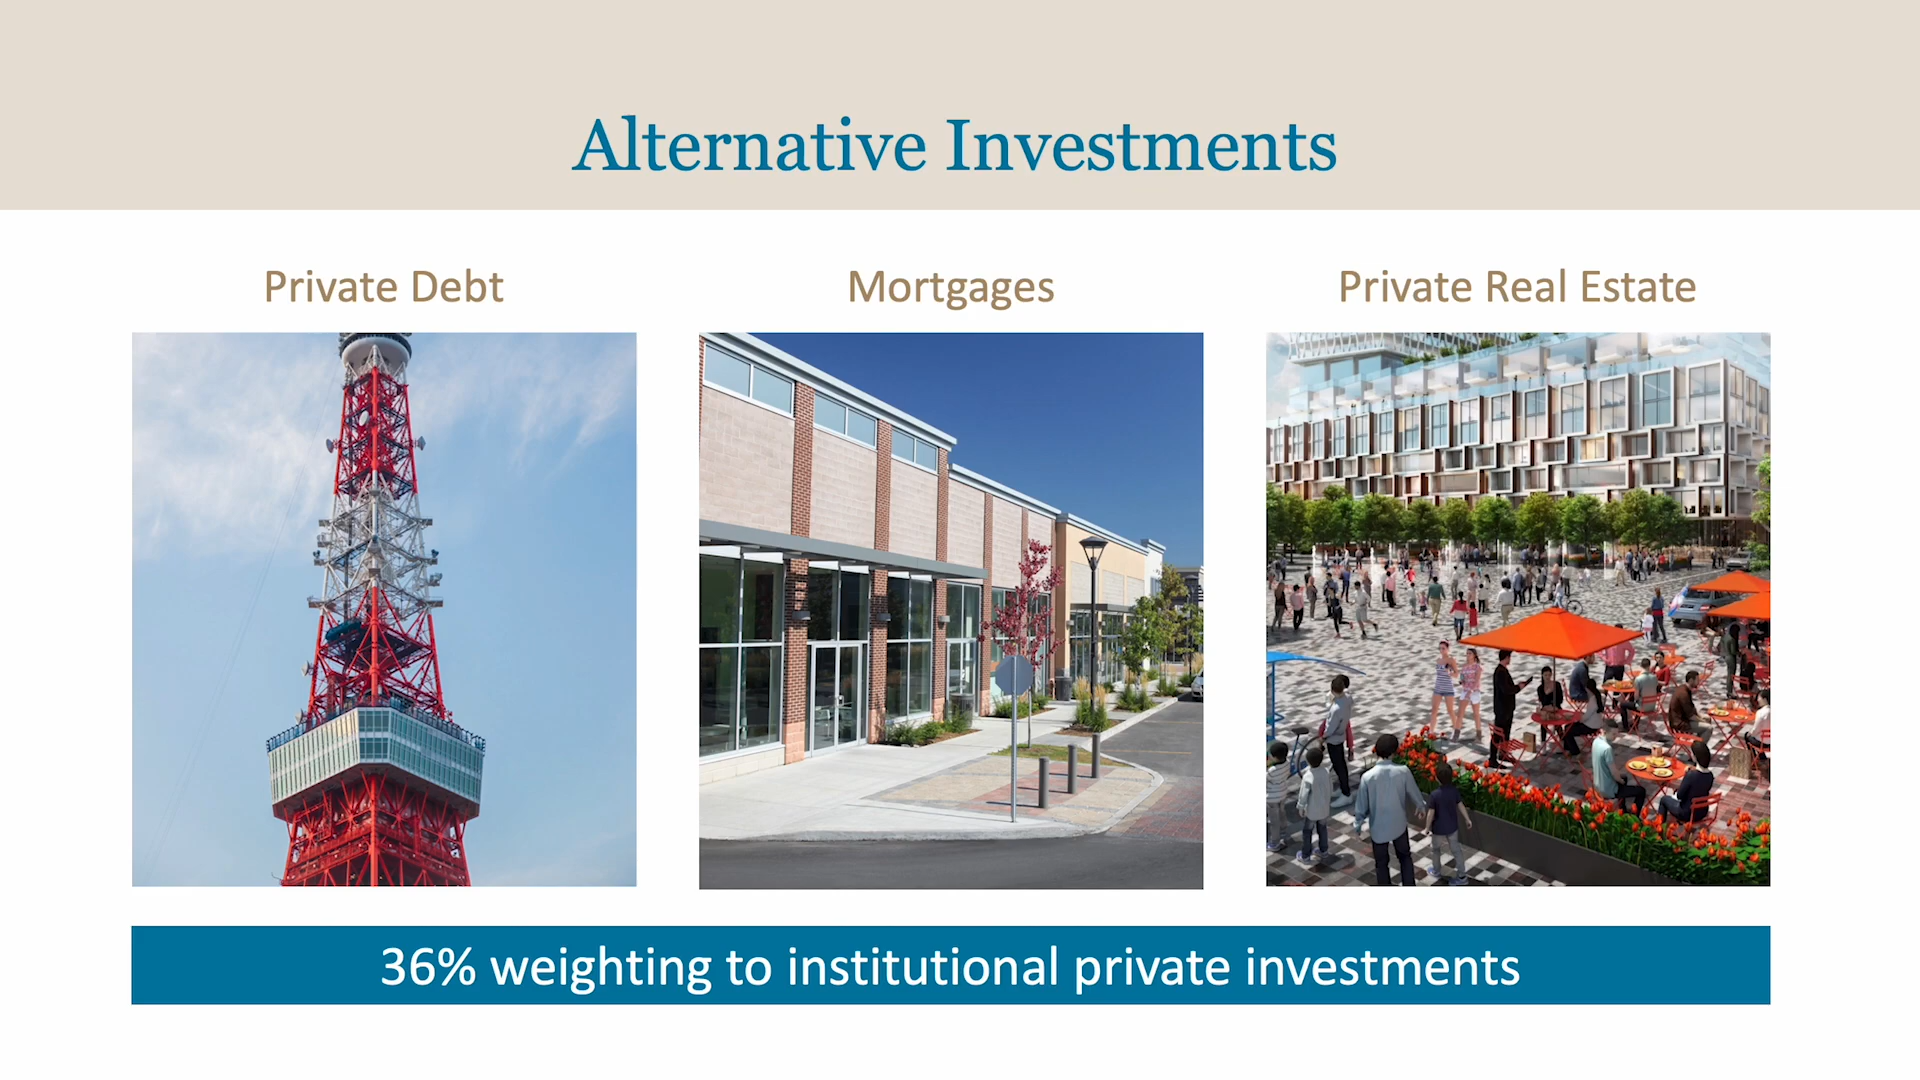 Alternative Investments
Private Debt
Mortgages
Private Real Estate
36% weighting to institutional private investments